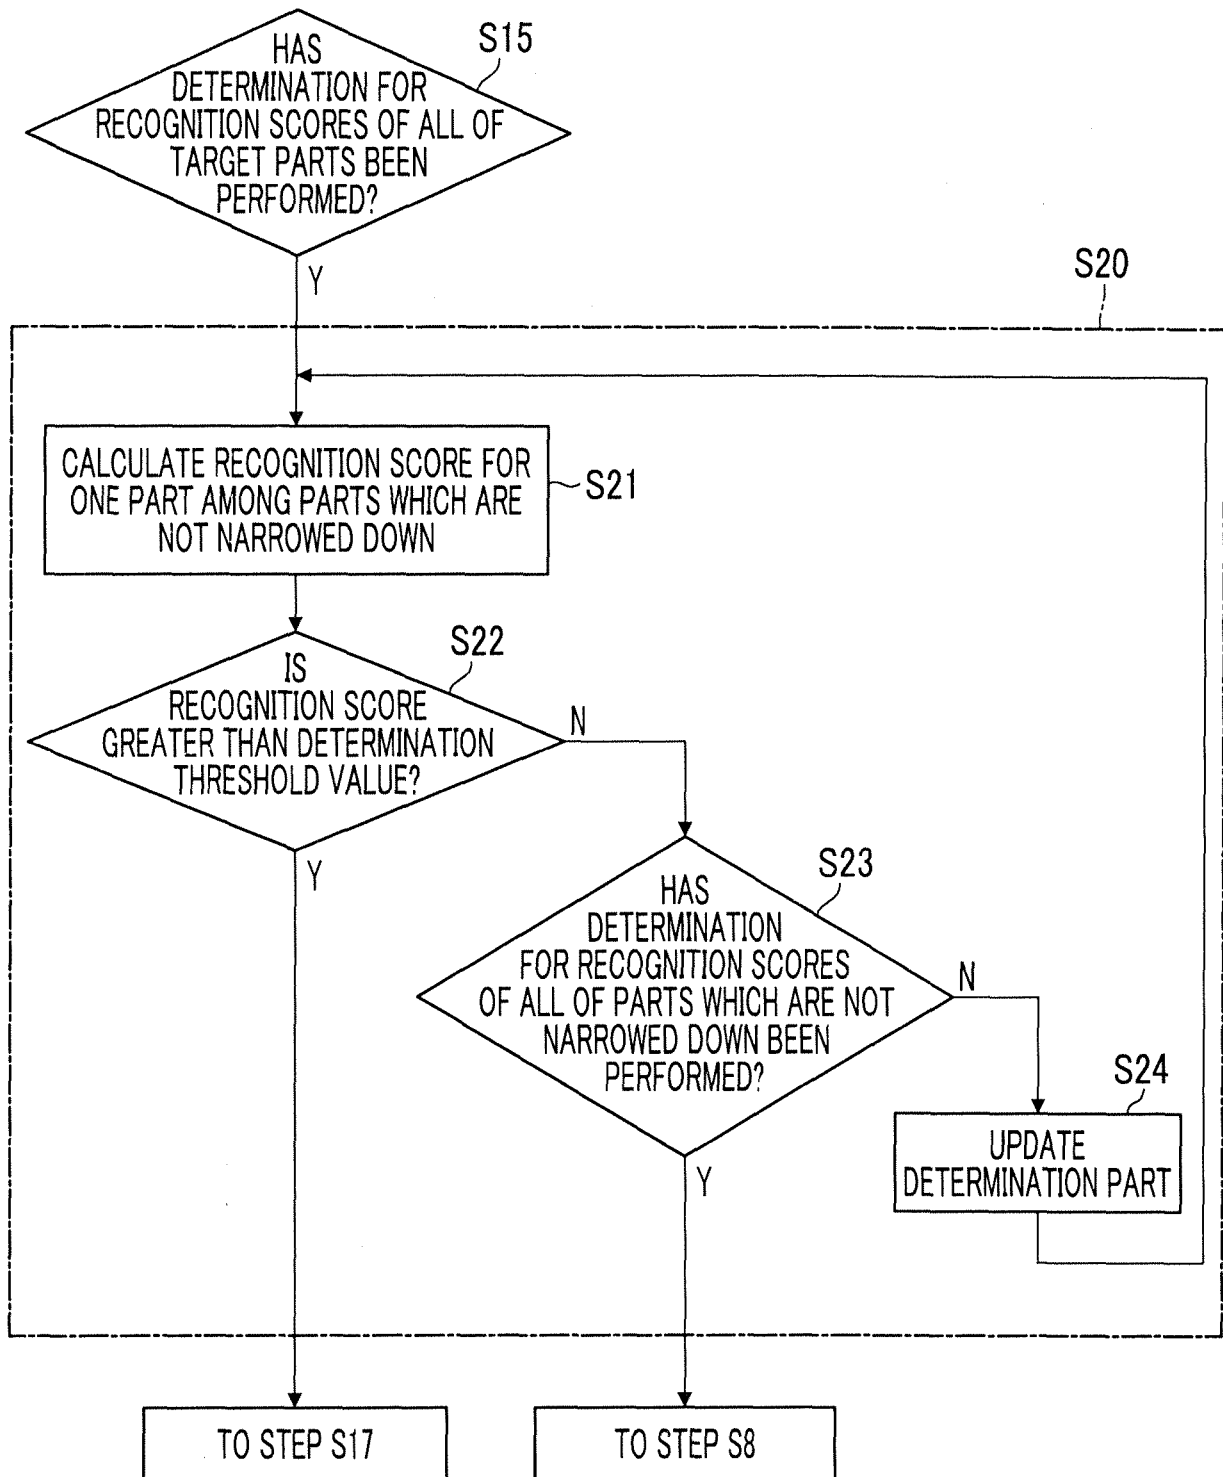 S15
HAS
DETERMINATION FOR
RECOGNITION SCORES OF ALL OF
TARGET PARTS BEEN
PERFORMED?
Y
S20
CALCULATE RECOGNITION SCORE FOR
ONE PART AMONG PARTS WHICH ARE
NOT NARROWED DOWN
S21
S22
IS
RECOGNITION SCORE
GREATER THAN DETERMINATION
THRESHOLD VALUE?
N
Y
S23
HAS
DETERMINATION
FOR RECOGNITION SCORES
OF ALL OF PARTS WHICH ARE NOT
NARROWED DOWN BEEN
PERFORMED?
N
Y
S24
UPDATE
DETERMINATION PART
TO STEP S17
TO STEP S8